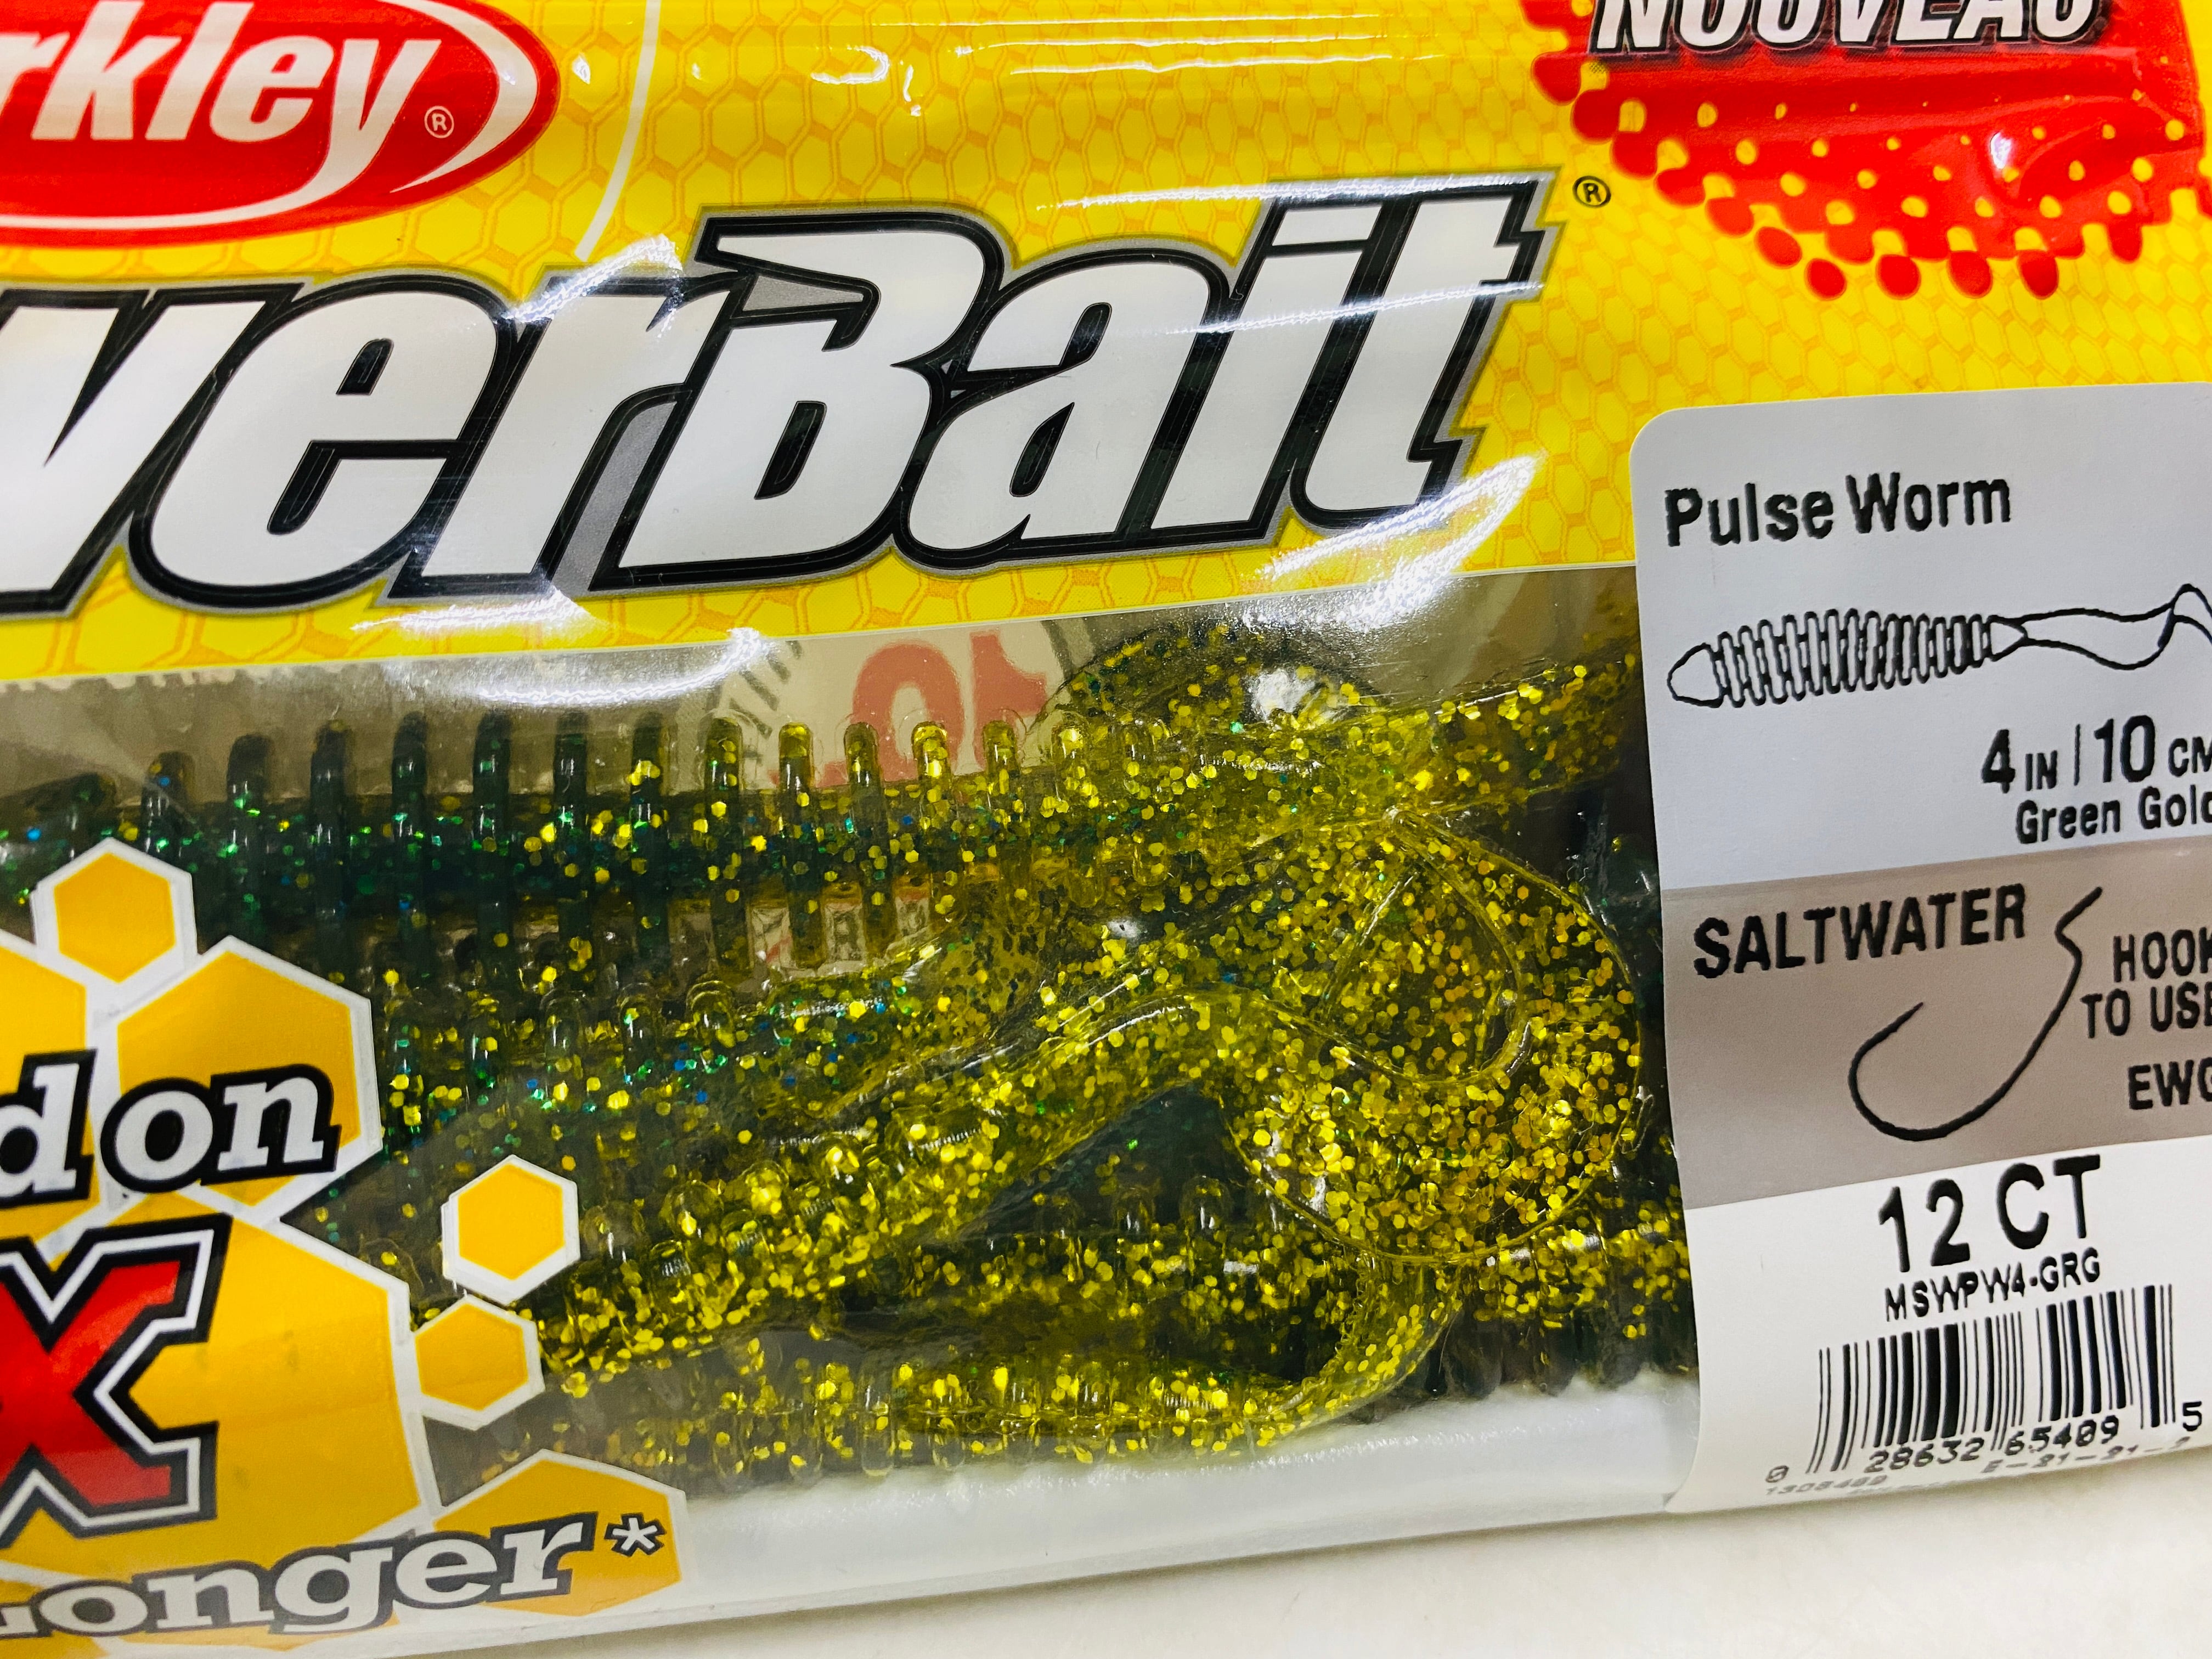 rkley®
NOUVEAU
verBait®
Pulse Worm
4 IN | 10 CM
Green Gold
SALTWATER
HOOK
TO USE
EWG
d on
X
Longer*
12 CT
MSWPW4-GRG
0 28632 65409 5